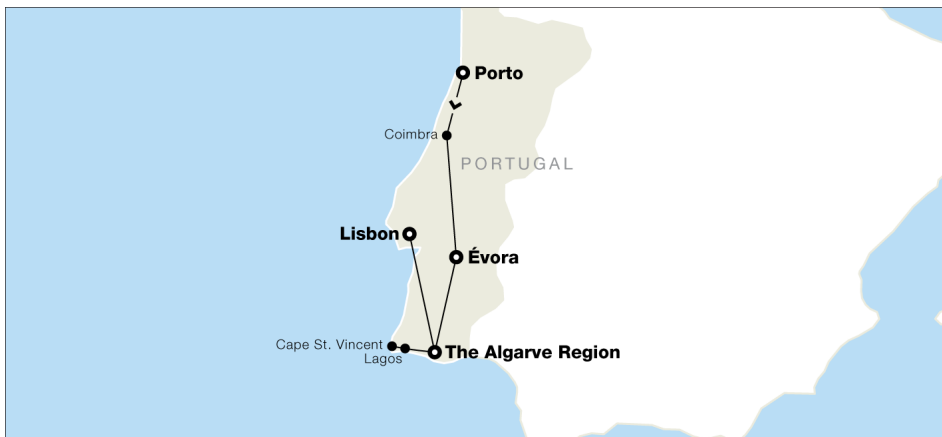 Porto
Coimbra
PORTUGAL
Lisbon
Évora
Cape St. Vincent
The Algarve Region
Lagos